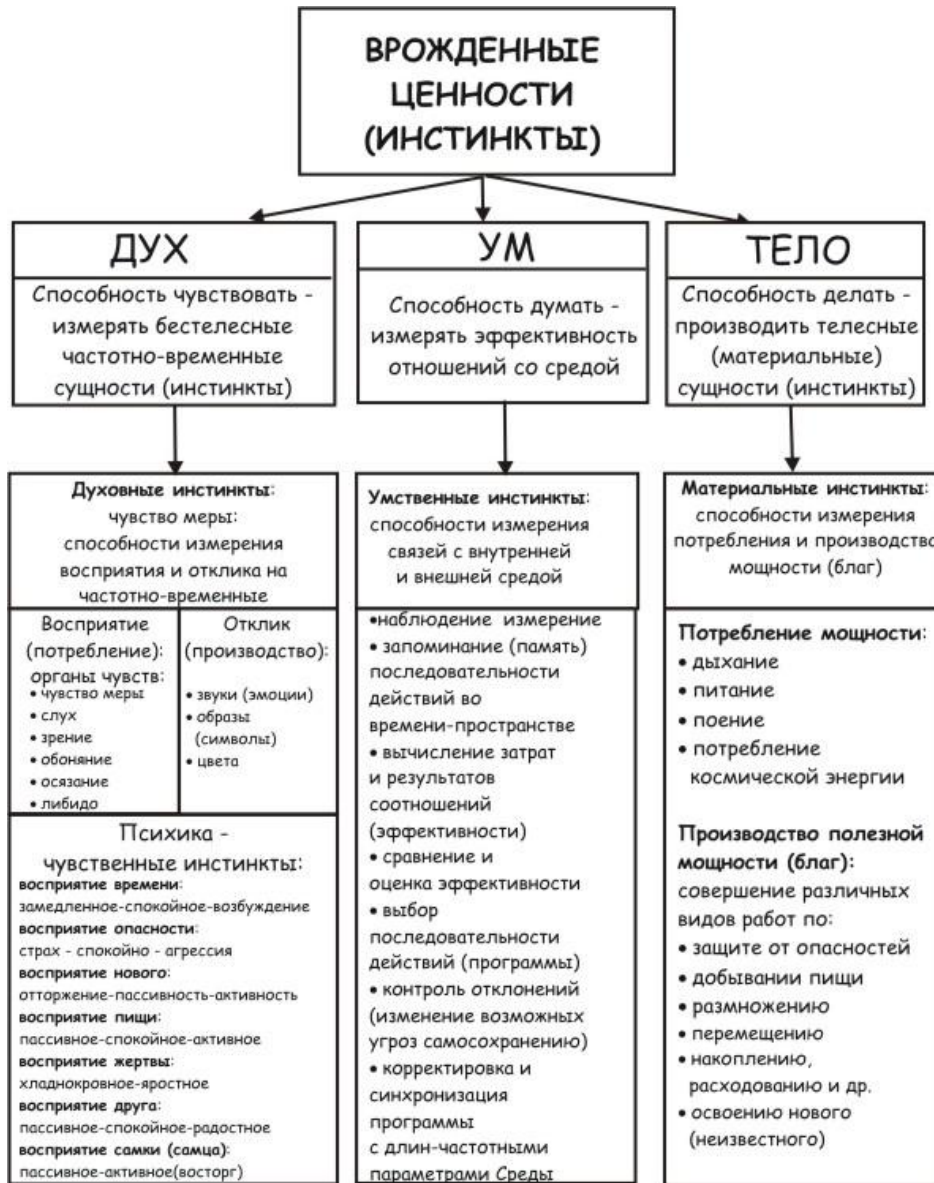 ВРОЖДЕННЫЕ
ЦЕННОСТИ
(ИНСТИНКТЫ)
ДУХ
Способность чувствовать -
измерять бестелесные
частотно-временные
сущности (инстинкты)
УМ
Способность думать -
измерять эффективность
отношений со средой
ТЕЛО
Способность делать -
производить телесные
(материальные)
сущности (инстинкты)
Духовные инстинкты:
чувство меры:
способности измерения
восприятия и отклика на
частотно-временные
Восприятие
(потребление):
органы чувств:
• чувство меры
• слух
• зрение
• обоняние
• осязание
• либидо
Отклик
(производство):
• звуки (эмоции)
• образы
(символы)
• цвета
Психика -
чувственные инстинкты:
восприятие времени:
замедленное-спокойное-возбуждение
восприятие опасности:
страх - спокойно - агрессия
восприятие нового:
отторжение-пассивность-активность
восприятие пищи:
пассивное-спокойное-активное
восприятие жертвы:
хладнокровное-яростное
восприятие друга:
пассивное-спокойное-радостное
восприятие самки (самца):
пассивное-активное(восторг)
Умственные инстинкты:
способности измерения
связей с внутренней
и внешней средой
•наблюдение измерение
• запоминание (память)
последовательности
действий во
времени-пространстве
• вычисление затрат
и результатов
соотношений
(эффективности)
• сравнение и
оценка эффективности
• выбор
последовательности
действий (программы)
• контроль отклонений
(изменение возможных
угроз самосохранению)
• корректировка и
синхронизация
программы
с длин-частотными
параметрами Среды
Материальные инстинкты:
способности измерения
потребления и производство
мощности (благ)
Потребление мощности:
• дыхание
• питание
• поение
• потребление
космической энергии
Производство полезной
мощности (благ):
совершение различных
видов работ по:
• защите от опасностей
• добывании пищи
• размножению
• перемещению
• накоплению,
расходованию и др.
• освоению нового
(неизвестного)